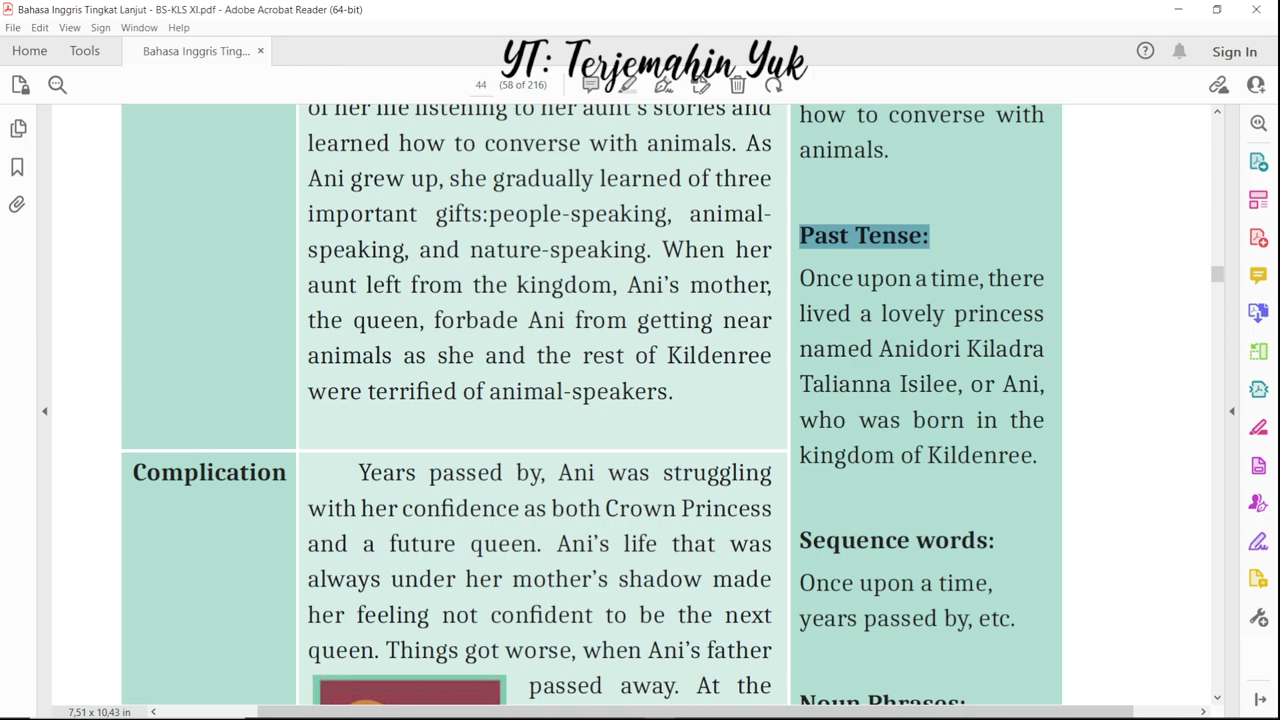 Bahasa Inggris Tingkat Lanjut - BS-KLS XI.pdf - Adobe Acrobat Reader (64-bit)
File Edit View Sign Window Help
Home Tools Bahasa Inggris Ting... × Sign In
YT: Terjemahin Yuk
44 (58 of 216)
of her life listening to her aunt's stories and
learned how to converse with animals. As
Ani grew up, she gradually learned of three
important gifts:people-speaking, animal-
speaking, and nature-speaking. When her
aunt left from the kingdom, Ani's mother,
the queen, forbade Ani from getting near
animals as she and the rest of Kildenree
were terrified of animal-speakers.
Complication
Years passed by, Ani was struggling
with her confidence as both Crown Princess
and a future queen. Ani's life that was
always under her mother's shadow made
her feeling not confident to be the next
queen. Things got worse, when Ani's father
passed away. At the
how to converse with
animals.
Past Tense:
Once upon a time, there
lived a lovely princess
named Anidori Kiladra
Talianna Isilee, or Ani,
who was born in the
kingdom of Kildenree.
Sequence words:
Once upon a time,
years passed by, etc.
Noun Phrases:
7,51 x 10,43 in